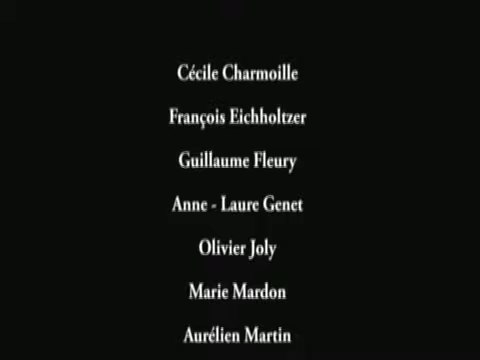 Cécile Charmoille
François Eichholtzer
Guillaume Fleury
Anne - Laure Genet
Olivier Joly
Marie Mardon
Aurélien Martin